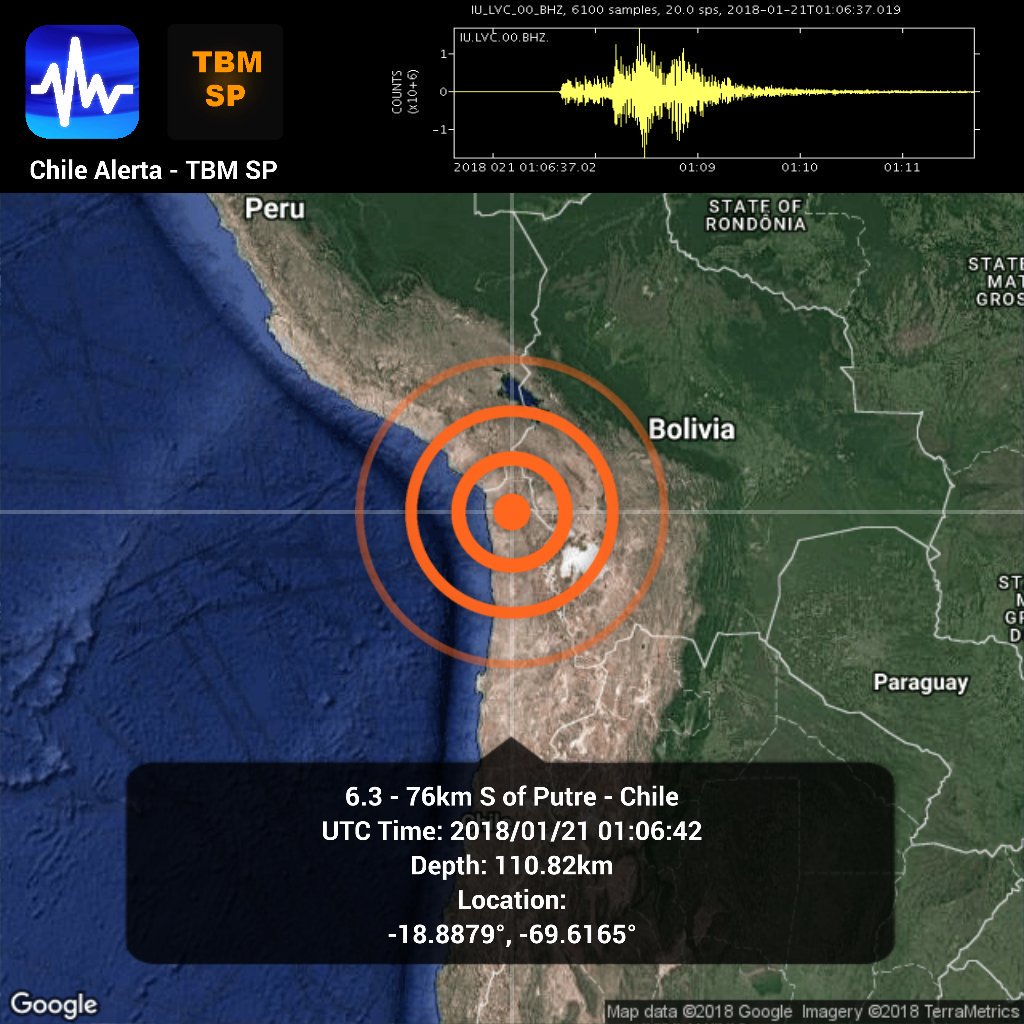 IU_LVC_00_BHZ, 6100 samples, 20.0 sps, 2018-01-21T01:06:37.019
IU.LVC.00.BHZ.
TBM
SP
COUNTS
(x10+6)
1
0
-1
2018 021 01:06:37.02
01:09
01:10
01:11
Chile Alerta - TBM SP
Peru
STATE OF
RONDÔNIA
STATE
MAT
GROS
Bolivia
ST
M
GR
D
Paraguay
6.3 - 76km S of Putre - Chile
UTC Time: 2018/01/21 01:06:42
Depth: 110.82km
Location:
-18.8879°, -69.6165°
Google
Map data ©2018 Google Imagery ©2018 TerraMetrics